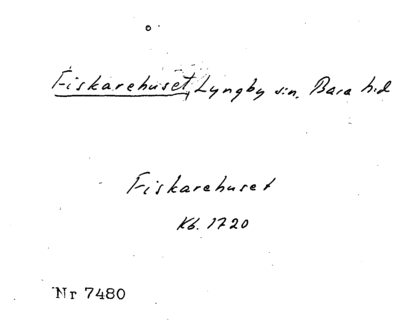 Fiskarehuset, Lyngby sn. Bara hd
Fiskarehuset
Kb. 1720
Nr 7480